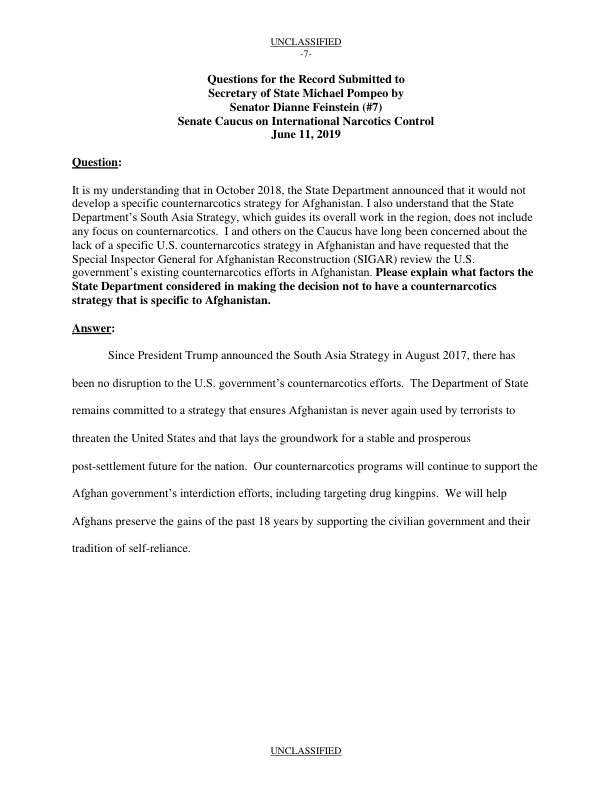 UNCLASSIFIED
-7-
Questions for the Record Submitted to
Secretary of State Michael Pompeo by
Senator Dianne Feinstein (#7)
Senate Caucus on International Narcotics Control
June 11, 2019
Question:
It is my understanding that in October 2018, the State Department announced that it would not
develop a specific counternarcotics strategy for Afghanistan. I also understand that the State
Department’s South Asia Strategy, which guides its overall work in the region, does not include
any focus on counternarcotics.  I and others on the Caucus have long been concerned about the
lack of a specific U.S. counternarcotics strategy in Afghanistan and have requested that the
Special Inspector General for Afghanistan Reconstruction (SIGAR) review the U.S.
government’s existing counternarcotics efforts in Afghanistan. Please explain what factors the
State Department considered in making the decision not to have a counternarcotics
strategy that is specific to Afghanistan.
Answer:
Since President Trump announced the South Asia Strategy in August 2017, there has
been no disruption to the U.S. government’s counternarcotics efforts.  The Department of State
remains committed to a strategy that ensures Afghanistan is never again used by terrorists to
threaten the United States and that lays the groundwork for a stable and prosperous
post-settlement future for the nation.  Our counternarcotics programs will continue to support the
Afghan government’s interdiction efforts, including targeting drug kingpins.  We will help
Afghans preserve the gains of the past 18 years by supporting the civilian government and their
tradition of self-reliance.
UNCLASSIFIED